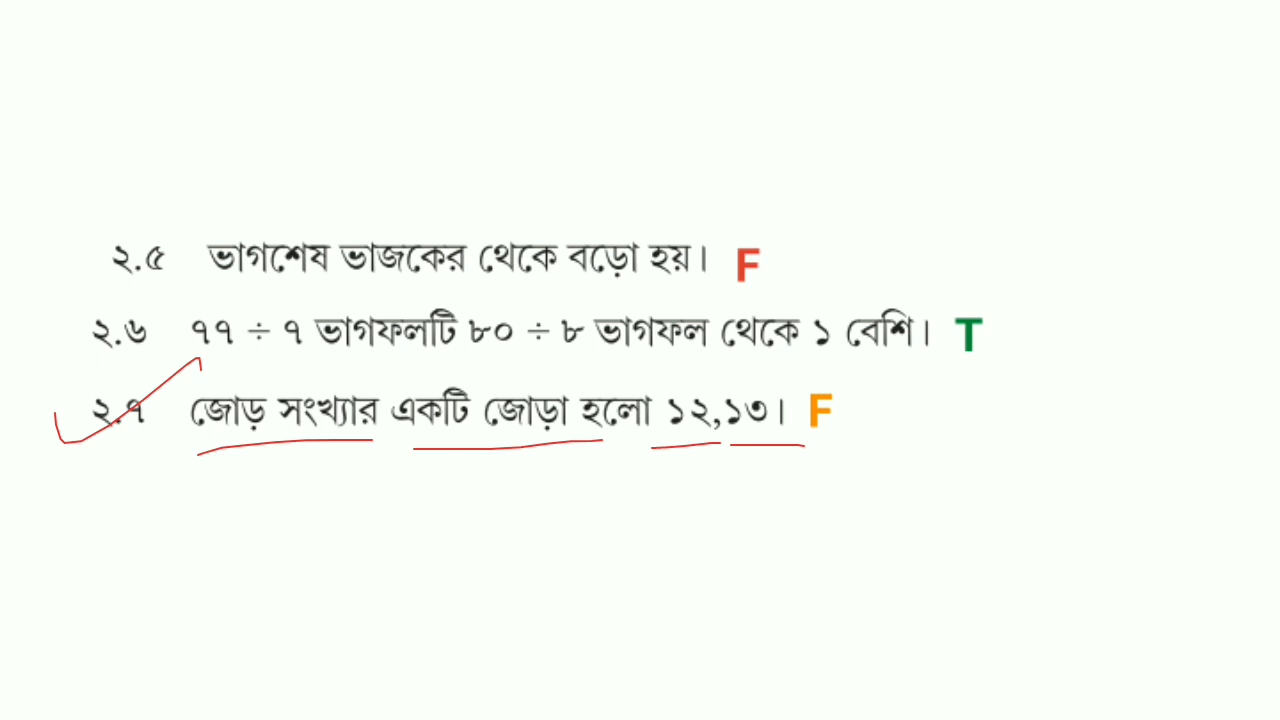 ২.৫ ভাগশেষ ভাজকের থেকে বড়ো হয়। F
২.৬ ৭৭ ÷ ৭ ভাগফলটি ৮০ ÷ ৮ ভাগফল থেকে ১ বেশি। T
২.৭ জোড় সংখ্যার একটি জোড়া হলো ১২,১৩। F